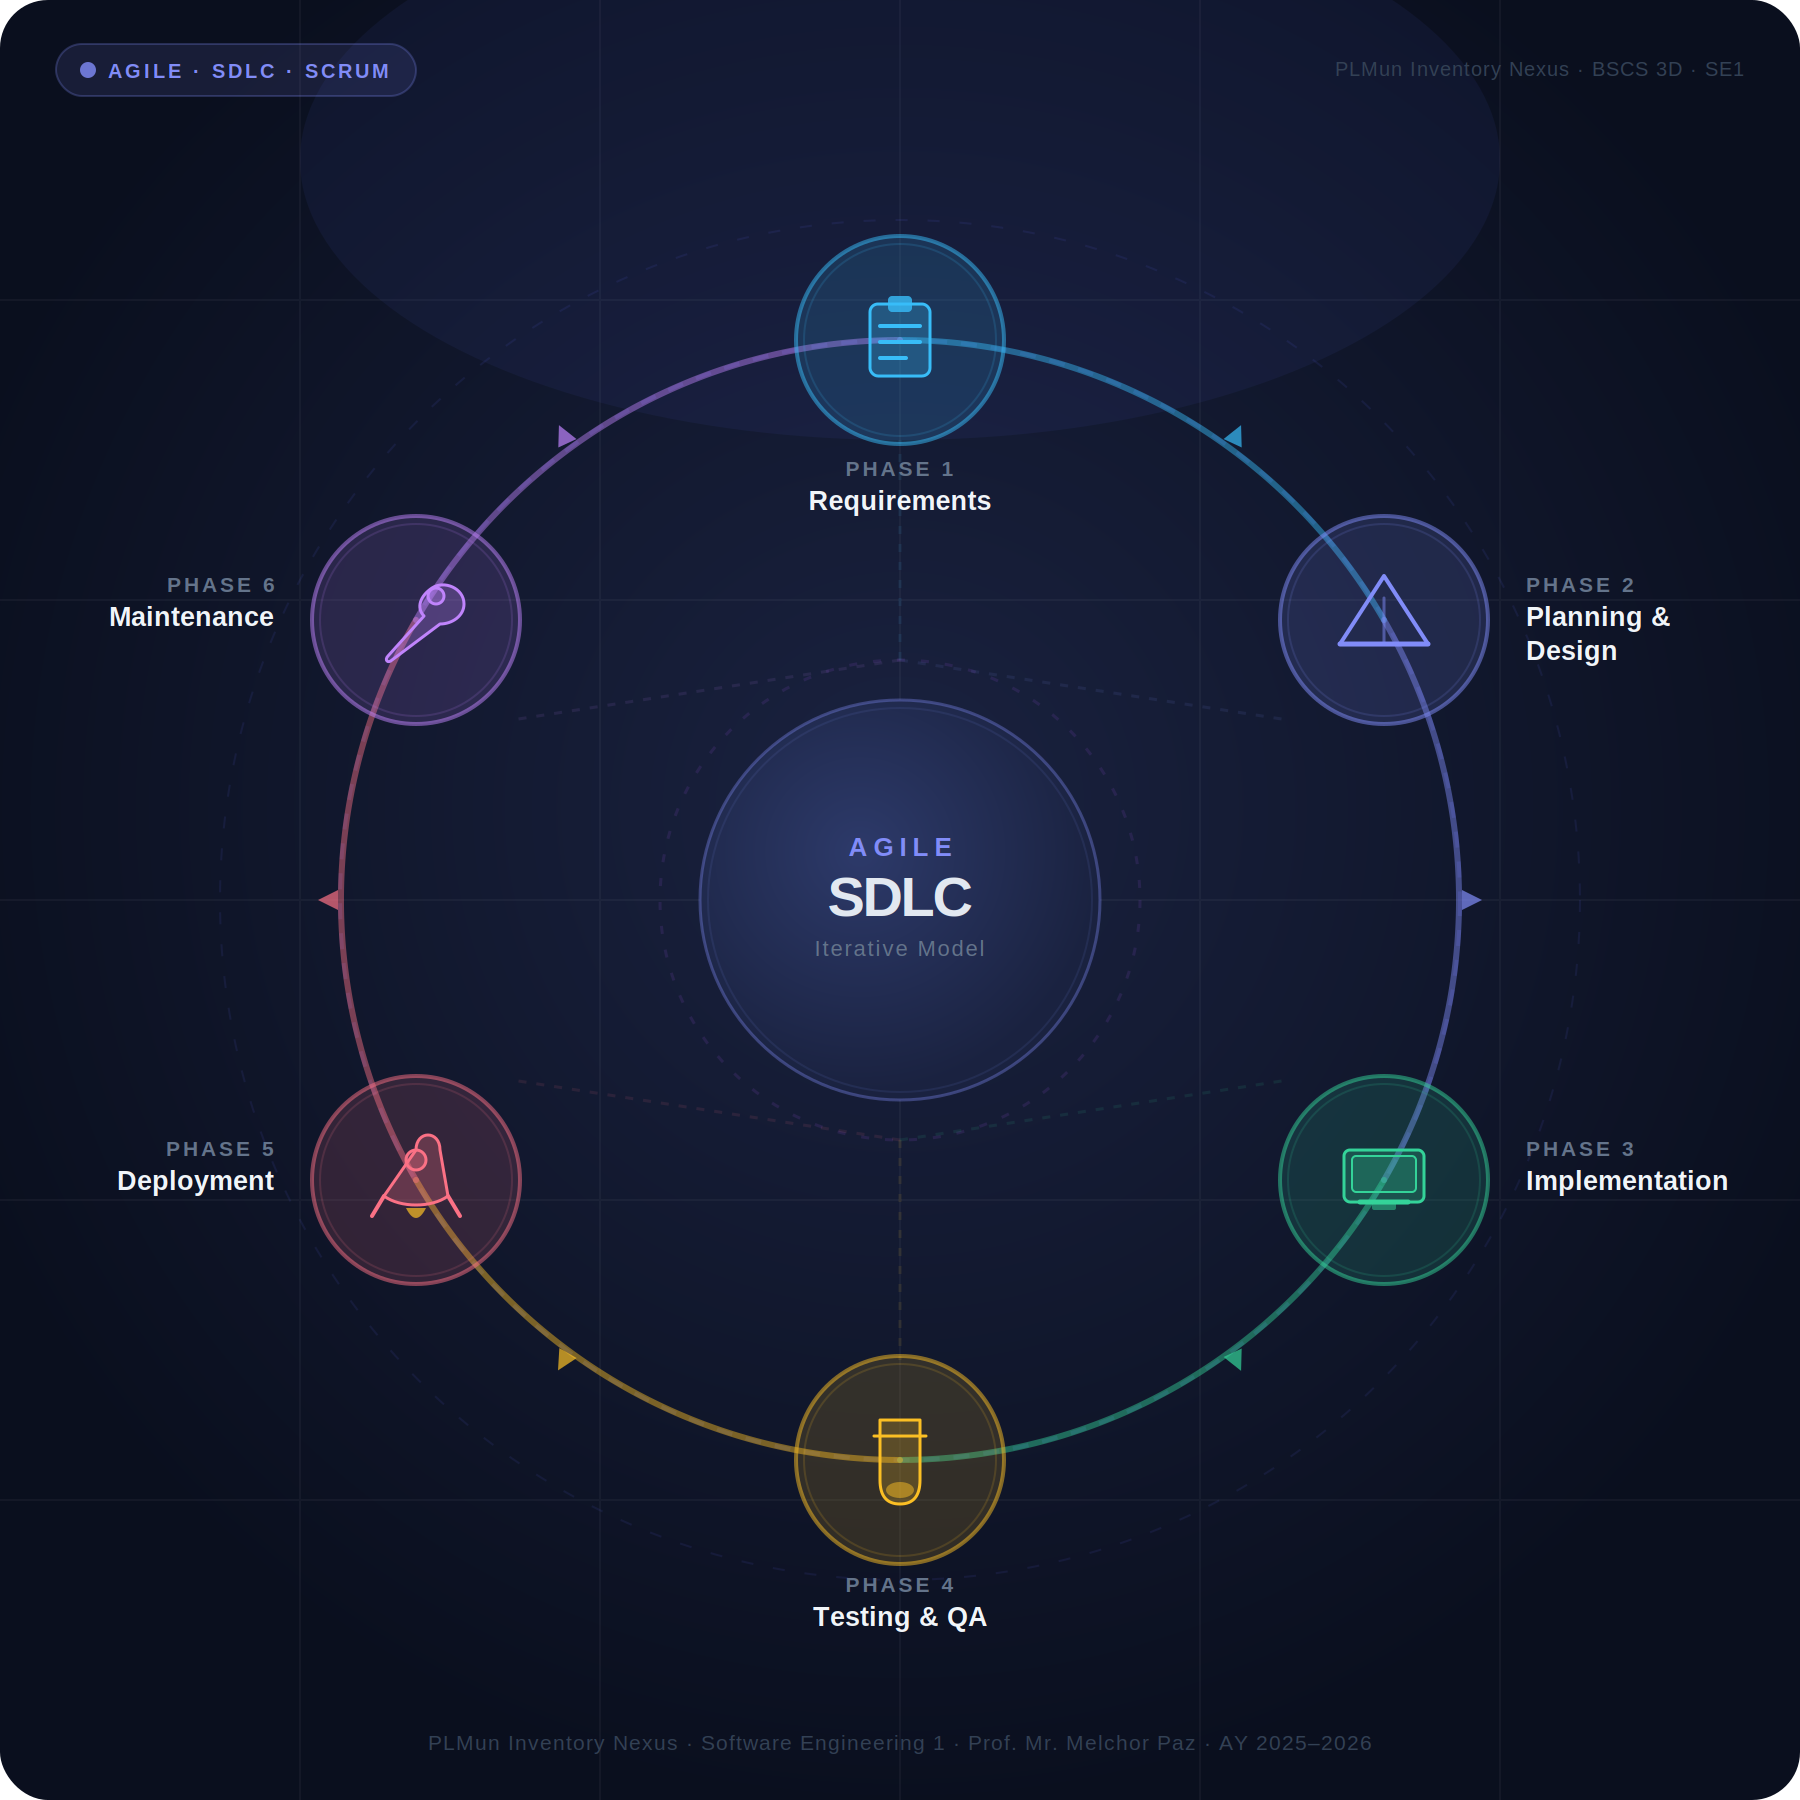 AGILE · SDLC · SCRUM
PLMun Inventory Nexus · BSCS 3D · SE1
PHASE 1
Requirements
PHASE 6
Maintenance
PHASE 2
Planning &
Design
AGILE
SDLC
Iterative Model
PHASE 5
Deployment
PHASE 3
Implementation
PHASE 4
Testing & QA
PLMun Inventory Nexus · Software Engineering 1 · Prof. Mr. Melchor Paz · AY 2025–2026